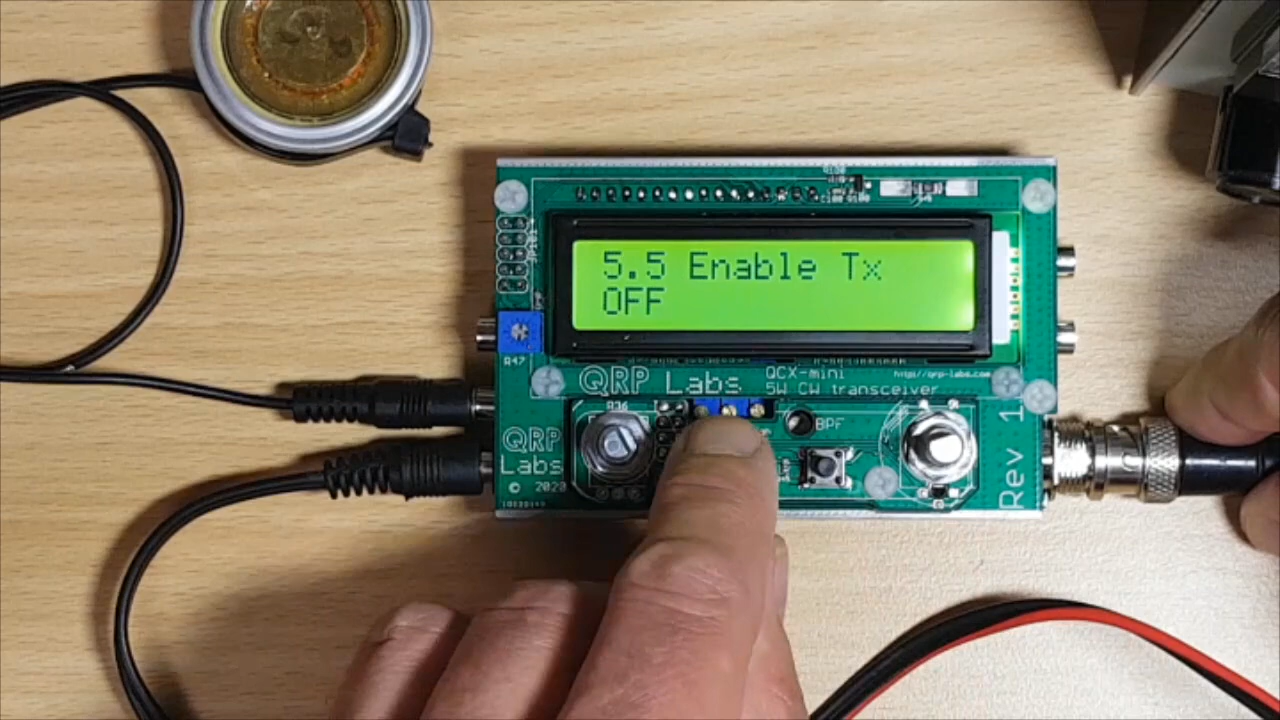 5.5 Enable Tx
OFF
R47
QRP Labs
QCX-mini
5W CW transceiver
http://qrp-labs.com
R36
BPF
QRP
Labs
© 2020
Rev 1